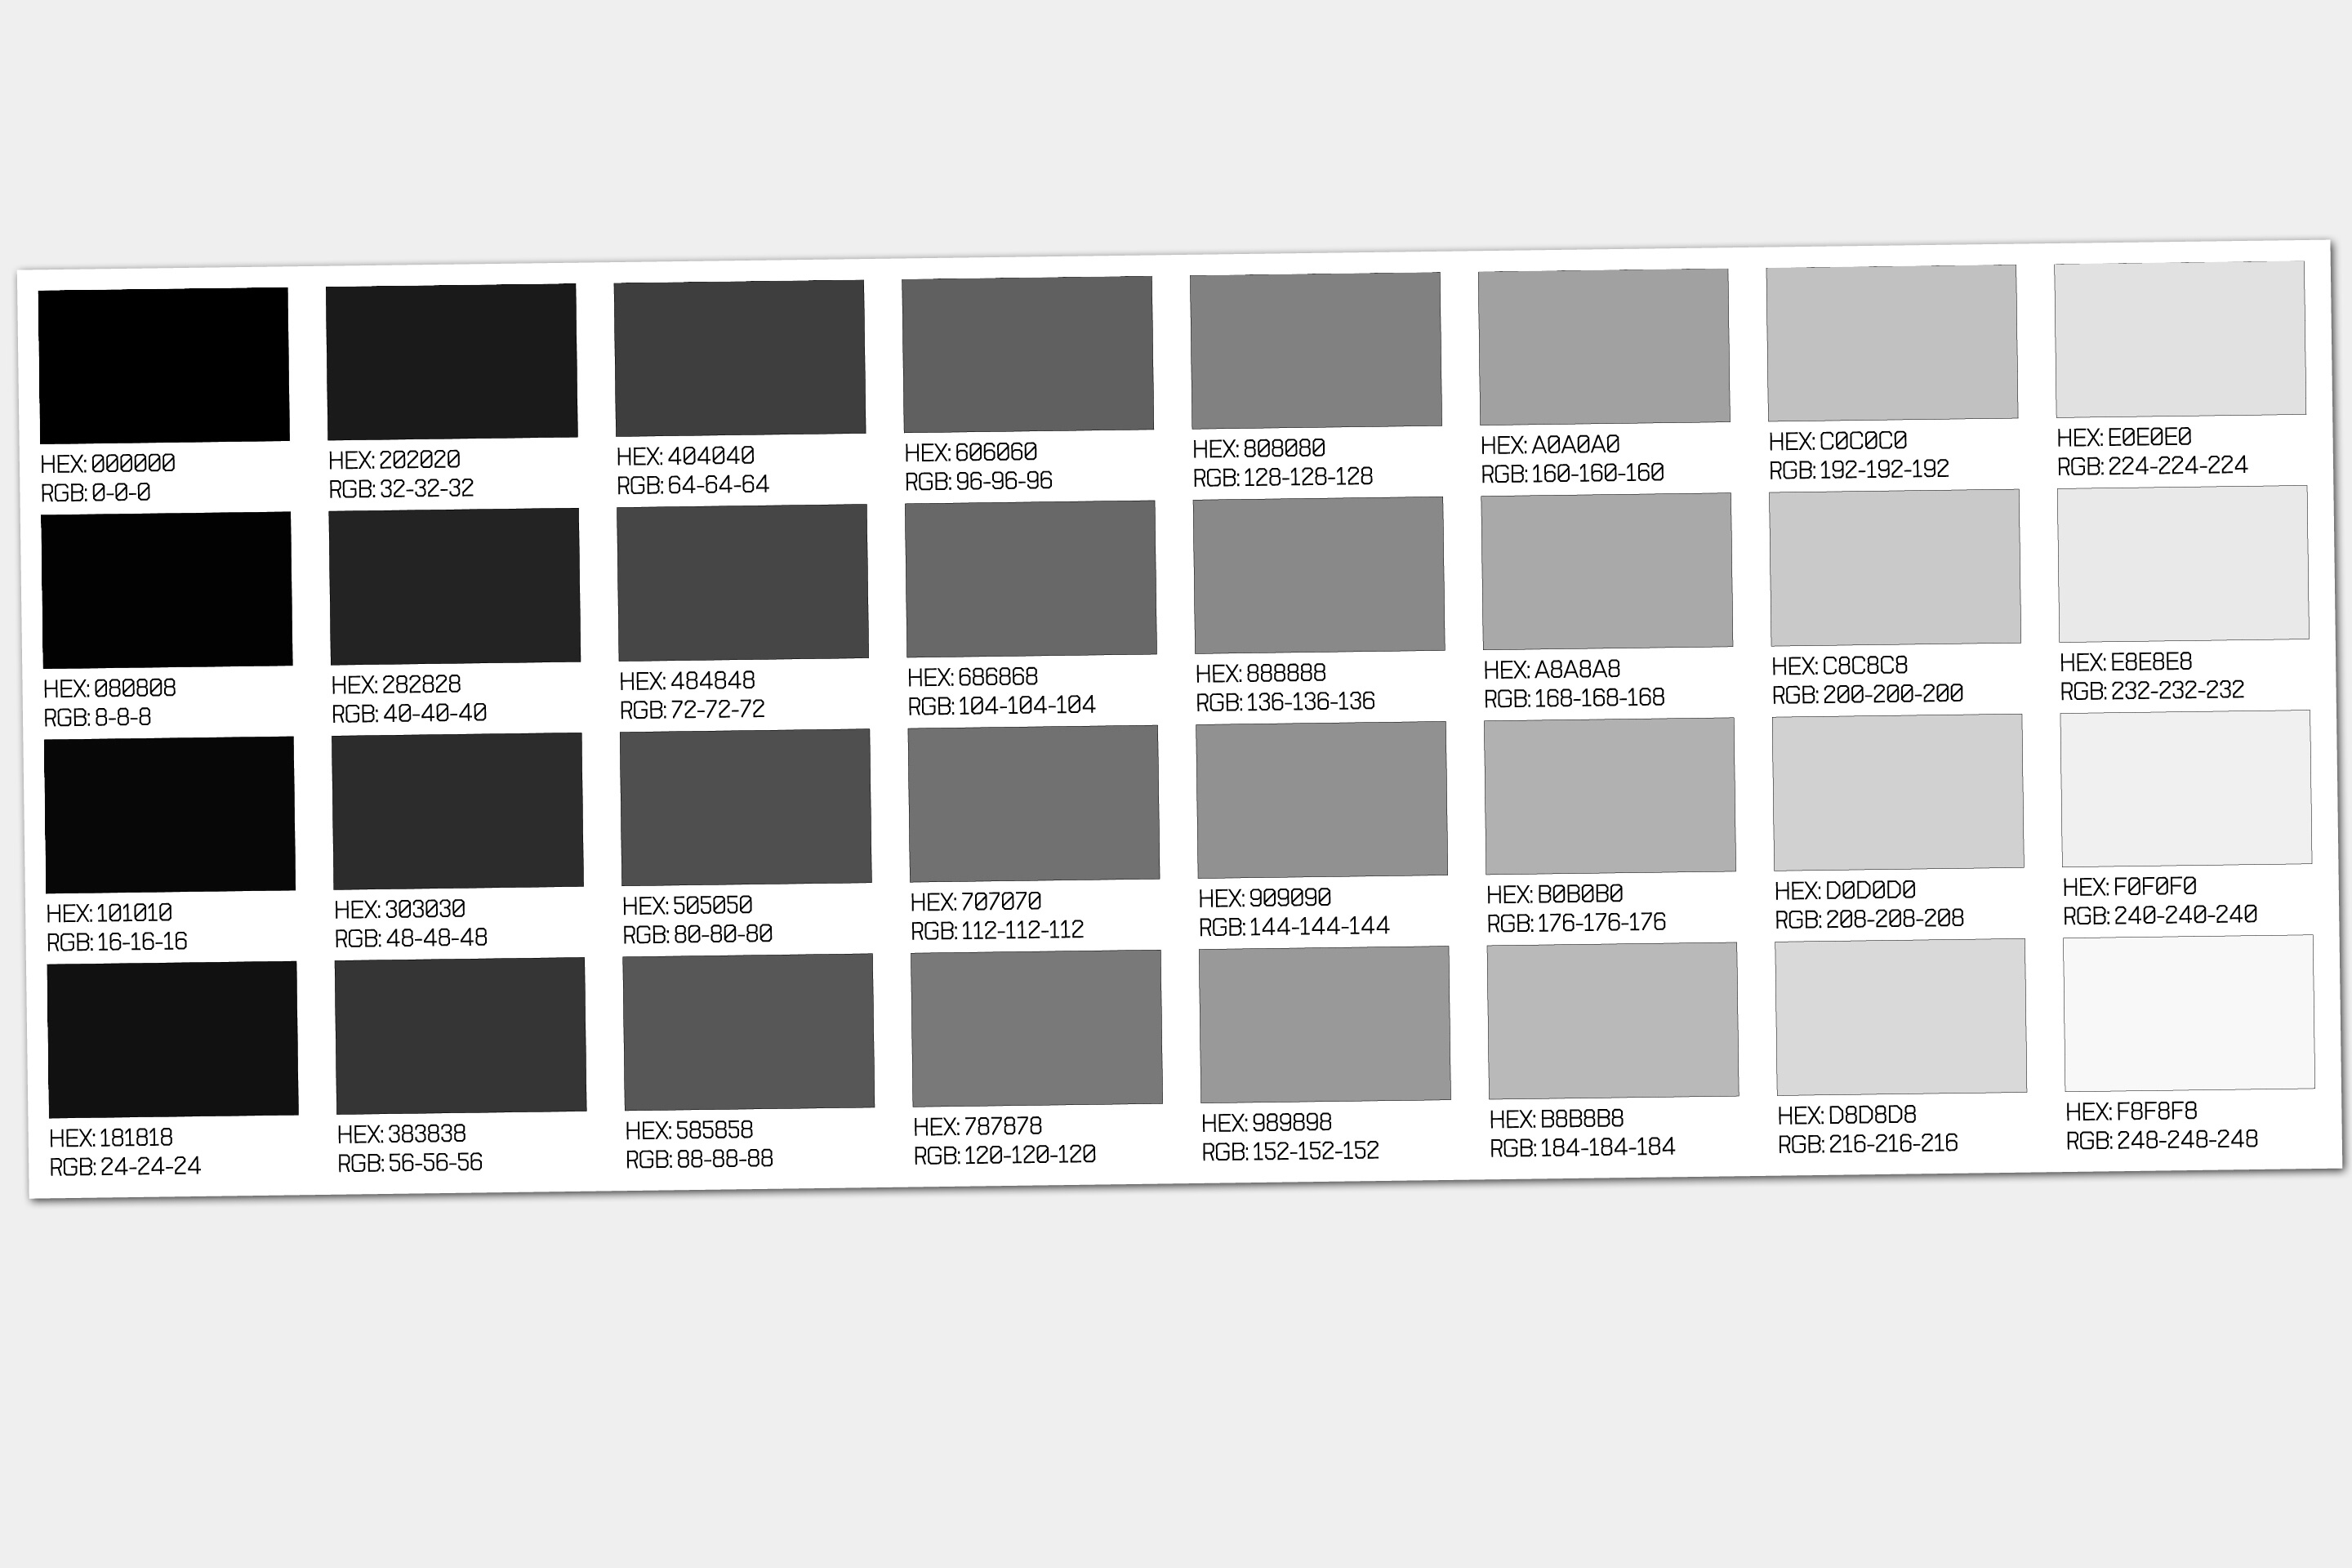 HEX: 000000
RGB: 0-0-0
HEX: 202020
RGB: 32-32-32
HEX: 404040
RGB: 64-64-64
HEX: 606060
RGB: 96-96-96
HEX: 808080
RGB: 128-128-128
HEX: A0A0A0
RGB: 160-160-160
HEX: C0C0C0
RGB: 192-192-192
HEX: E0E0E0
RGB: 224-224-224
HEX: 080808
RGB: 8-8-8
HEX: 282828
RGB: 40-40-40
HEX: 484848
RGB: 72-72-72
HEX: 686868
RGB: 104-104-104
HEX: 888888
RGB: 136-136-136
HEX: A8A8A8
RGB: 168-168-168
HEX: C8C8C8
RGB: 200-200-200
HEX: E8E8E8
RGB: 232-232-232
HEX: 101010
RGB: 16-16-16
HEX: 303030
RGB: 48-48-48
HEX: 505050
RGB: 80-80-80
HEX: 707070
RGB: 112-112-112
HEX: 909090
RGB: 144-144-144
HEX: B0B0B0
RGB: 176-176-176
HEX: D0D0D0
RGB: 208-208-208
HEX: F0F0F0
RGB: 240-240-240
HEX: 181818
RGB: 24-24-24
HEX: 383838
RGB: 56-56-56
HEX: 585858
RGB: 88-88-88
HEX: 787878
RGB: 120-120-120
HEX: 989898
RGB: 152-152-152
HEX: B8B8B8
RGB: 184-184-184
HEX: D8D8D8
RGB: 216-216-216
HEX: F8F8F8
RGB: 248-248-248